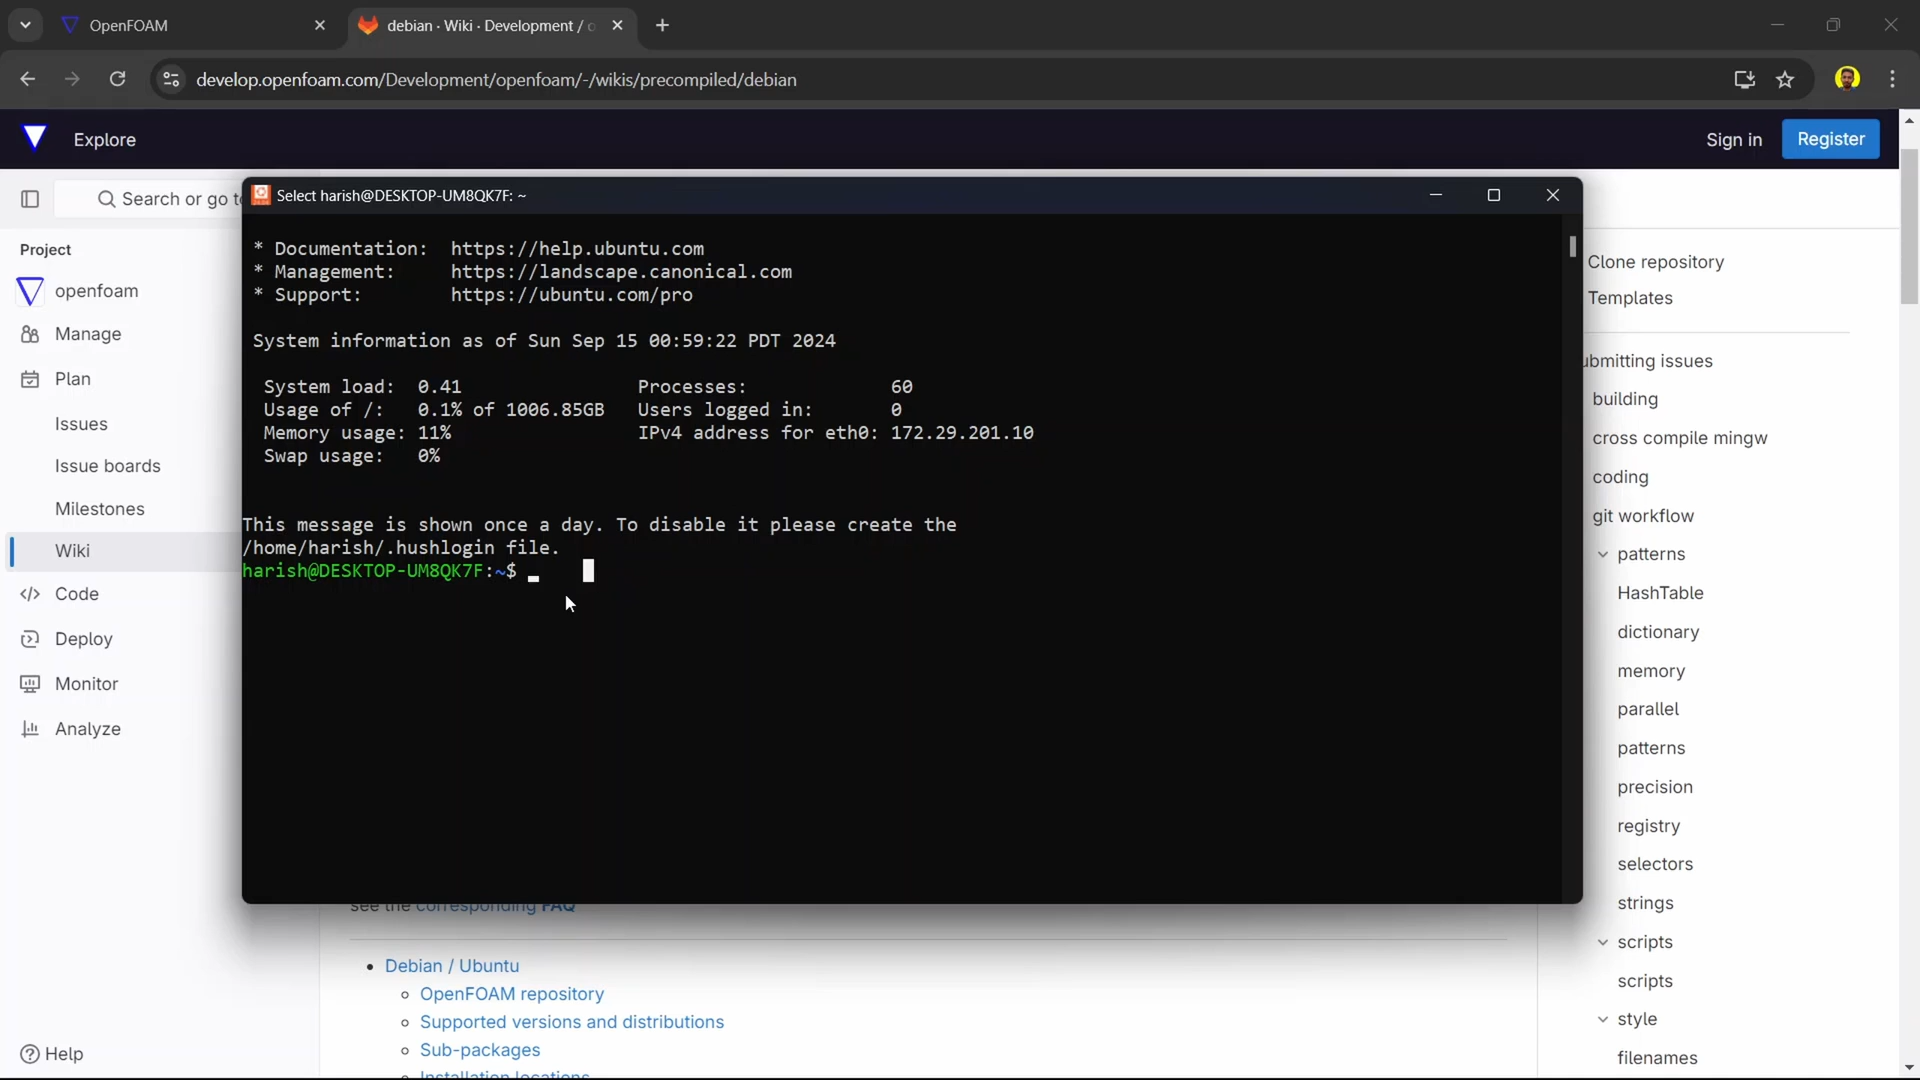 OpenFOAM
debian · Wiki · Development / o
develop.openfoam.com/Development/openfoam/-/wikis/precompiled/debian
Explore
Sign in
Register
Search or go to
Project
openfoam
Manage
Plan
Issues
Issue boards
Milestones
Wiki
Code
Deploy
Monitor
Analyze
Help
Select harish@DESKTOP-UM8QK7F: ~
* Documentation: https://help.ubuntu.com
* Management: https://landscape.canonical.com
* Support: https://ubuntu.com/pro
System information as of Sun Sep 15 00:59:22 PDT 2024
System load: 0.41 Processes: 60
Usage of /: 0.1% of 1006.85GB Users logged in: 0
Memory usage: 11% IPv4 address for eth0: 172.29.201.10
Swap usage: 0%
This message is shown once a day. To disable it please create the
/home/harish/.hushlogin file.
harish@DESKTOP-UM8QK7F:~$
see the corresponding FAQ
Debian / Ubuntu
OpenFOAM repository
Supported versions and distributions
Sub-packages
Installation locations
Clone repository
Templates
ubmitting issues
building
cross compile mingw
coding
git workflow
patterns
HashTable
dictionary
memory
parallel
patterns
precision
registry
selectors
strings
scripts
scripts
style
filenames